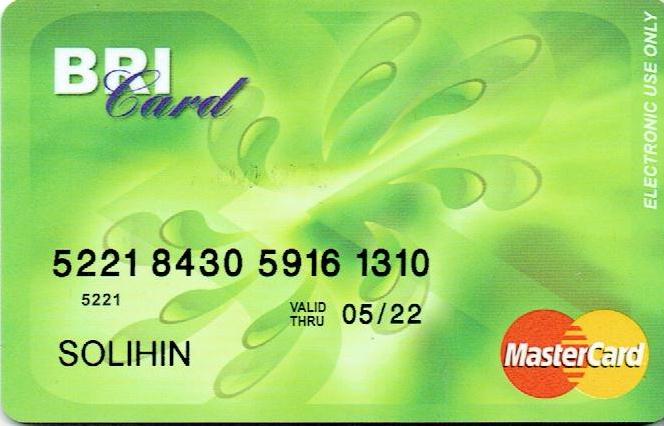 BRI
Card
ELECTRONIC USE ONLY
5221 8430 5916 1310
5221
VALID
THRU 05/22
SOLIHIN
MasterCard